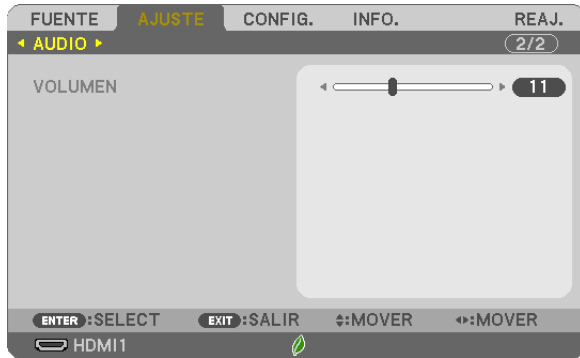 FUENTE AJUSTE CONFIG. INFO. REAJ.
AUDIO 2/2
VOLUMEN 11
ENTER:SELECT EXIT:SALIR :MOVER :MOVER
HDMI1